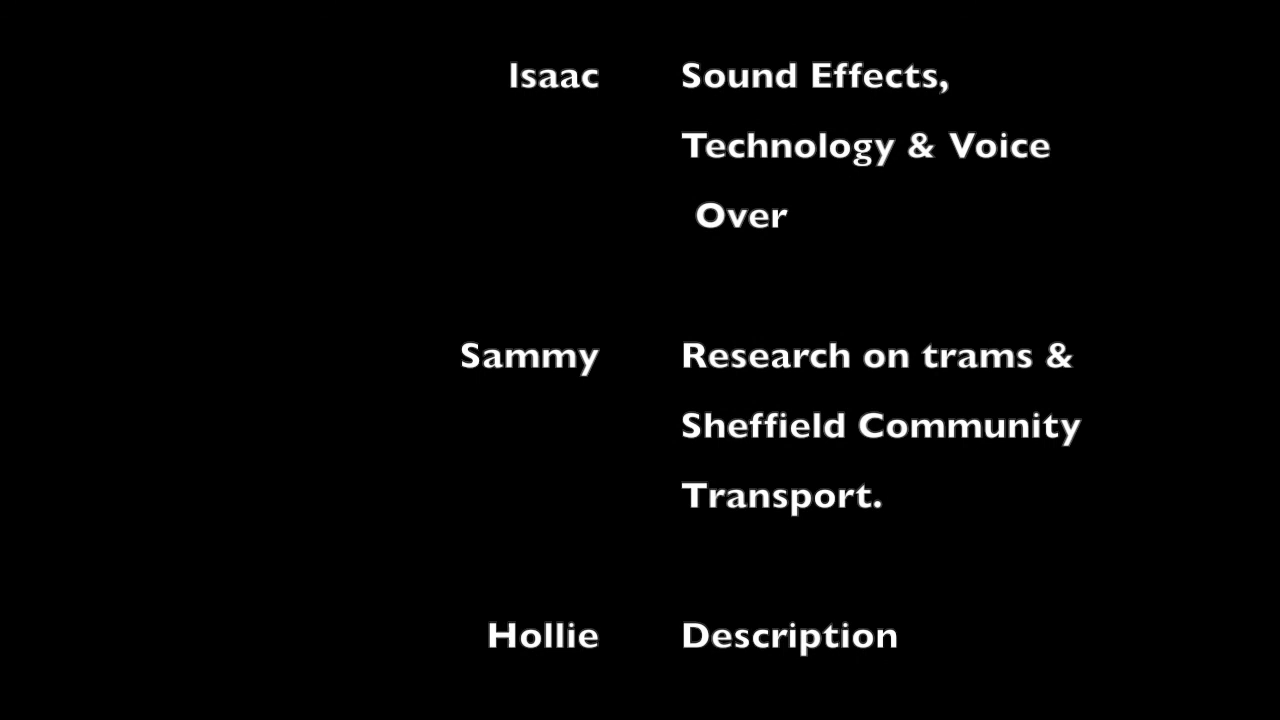 Isaac Sound Effects,
Technology & Voice
Over
Sammy Research on trams &
Sheffield Community
Transport.
Hollie Description